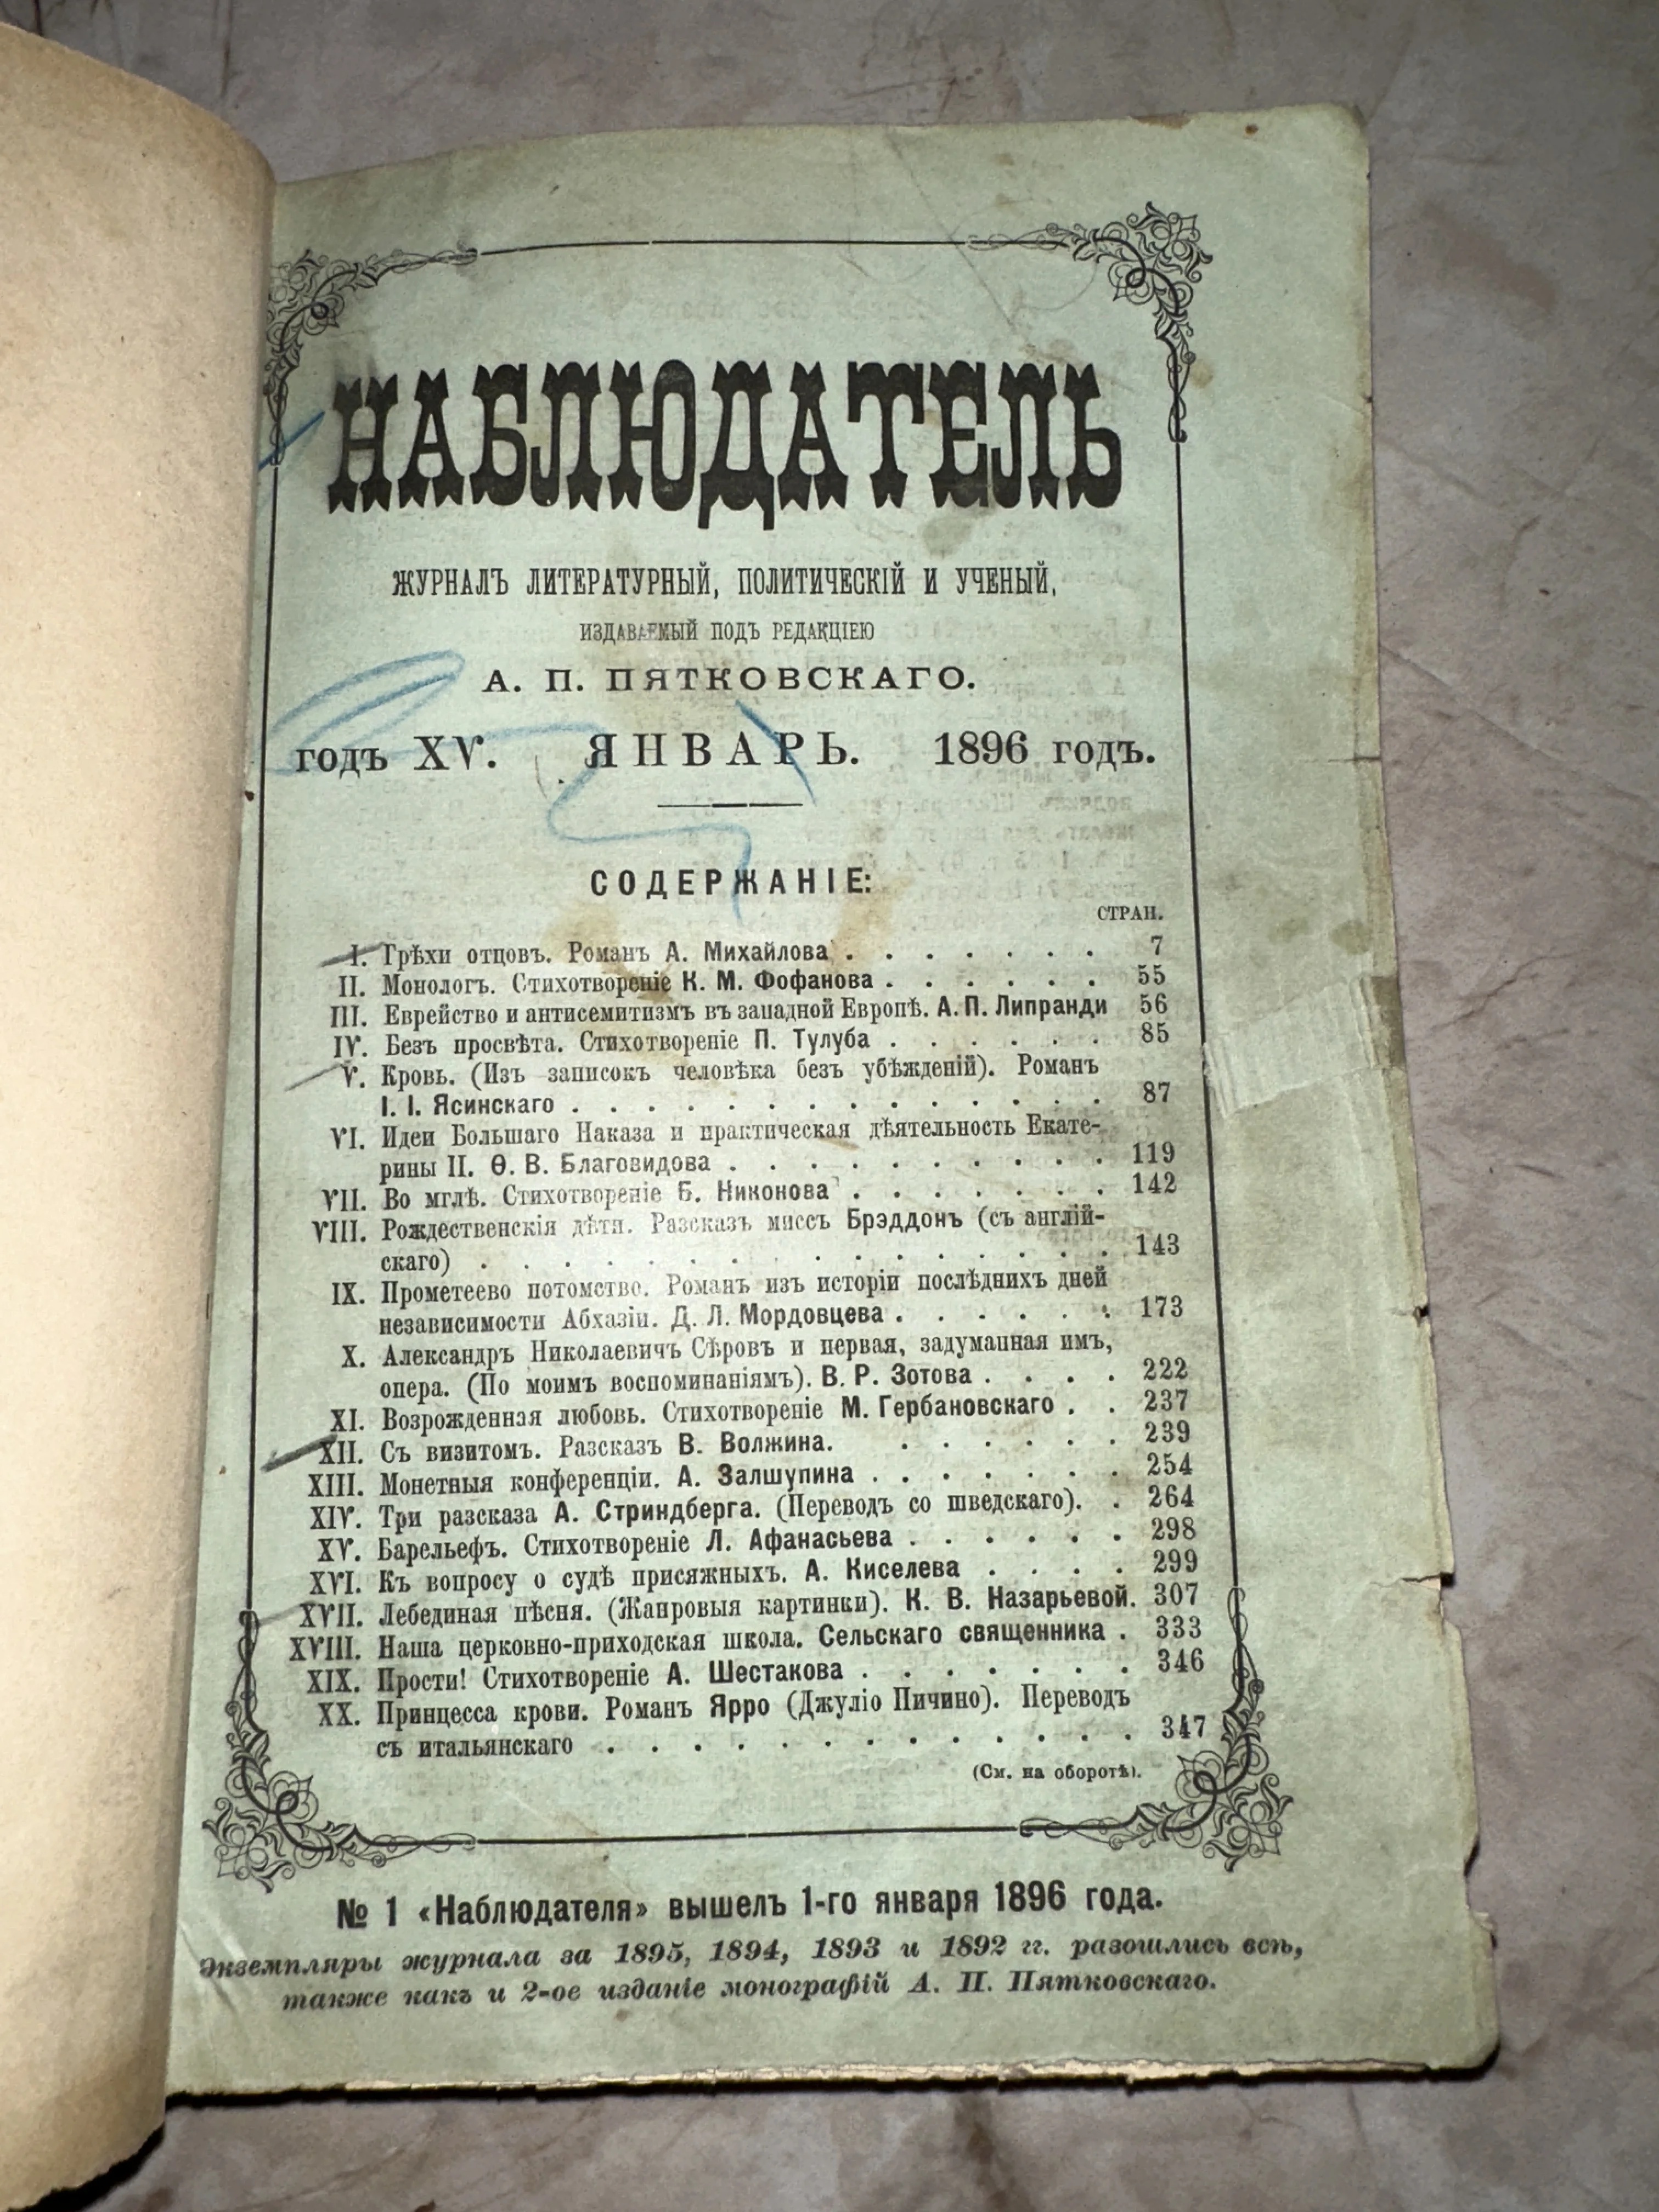 НАБЛЮДАТЕЛЬ
ЖУРНАЛЪ ЛИТЕРАТУРНЫЙ, ПОЛИТИЧЕСКІЙ И УЧЕНЫЙ,
ИЗДАВАЕМЫЙ ПОДЪ РЕДАКЦІЕЮ
А. П. ПЯТКОВСКАГО.
ГОДЪ XV. ЯНВАРЬ. 1896 ГОДЪ.
СОДЕРЖАНІЕ:
СТРАН.
I. Грѣхи отцовъ. Романъ А. Михайлова . . . . . . . 7
II. Монологъ. Стихотвореніе К. М. Фофанова . . . . . . 55
III. Еврейство и антисемитизмъ въ западной Европѣ. А. П. Липранди 56
IV. Безъ просвѣта. Стихотвореніе П. Тулуба . . . . . . 85
V. Кровь. (Изъ записокъ человѣка безъ убѣжденій). Романъ
I. I. Ясинскаго . . . . . . . . . . . . . . 87
VI. Идеи Большаго Наказа и практическая дѣятельность Екате-
рины II. Ѳ. В. Благовидова . . . . . . . . . . 119
VII. Во мглѣ. Стихотвореніе Б. Никонова . . . . . . . 142
VIII. Рождественскія дѣти. Разсказъ миссъ Брэддонъ (съ англій-
скаго) . . . . . . . . . . . . . . . 143
IX. Прометеево потомство. Романъ изъ исторіи послѣднихъ дней
независимости Абхазіи. Д. Л. Мордовцева . . . . . . 173
X. Александръ Николаевичъ Сѣровъ и первая, задуманная имъ,
опера. (По моимъ воспоминаніямъ). В. Р. Зотова . . . . 222
XI. Возрожденная любовь. Стихотвореніе М. Гербановскаго . . 237
XII. Съ визитомъ. Разсказъ В. Волжина. . . . . . . 239
XIII. Монетныя конференціи. А. Залшупина . . . . . . . 254
XIV. Три разсказа А. Стриндберга. (Переводъ со шведскаго). . 264
XV. Барельефъ. Стихотвореніе Л. Афанасьева . . . . . . 298
XVI. Къ вопросу о судѣ присяжныхъ. А. Киселева . . . . 299
XVII. Лебединая пѣсня. (Жанровыя картинки). К. В. Назарьевой. 307
XVIII. Наша церковно-приходская школа. Сельскаго священника . 333
XIX. Прости! Стихотвореніе А. Шестакова . . . . . . . 346
XX. Принцесса крови. Романъ Ярро (Джуліо Пичино). Переводъ
съ итальянскаго . . . . . . . . . . . . . 347
(См. на оборотѣ).
№ 1 «Наблюдателя» вышелъ 1-го января 1896 года.
Экземпляры журнала за 1895, 1894, 1893 и 1892 гг. разошлись всѣ,
также какъ и 2-ое изданіе монографій А. П. Пятковскаго.